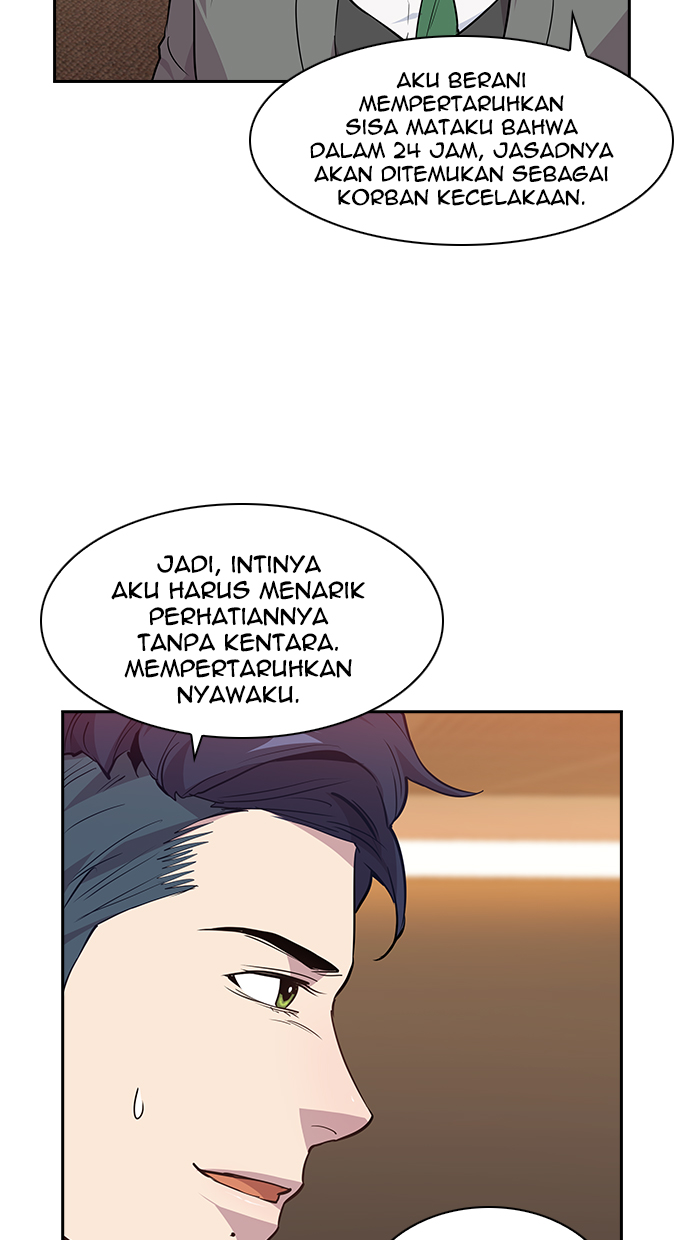 AKU BERANI
MEMPERTARUHKAN
SISA MATAKU BAHWA
DALAM 24 JAM, JASADNYA
AKAN DITEMUKAN SEBAGAI
KORBAN KECELAKAAN.
JADI, INTINYA
AKU HARUS MENARIK
PERHATIANNYA
TANPA KENTARA.
MEMPERTARUHKAN
NYAWAKU.